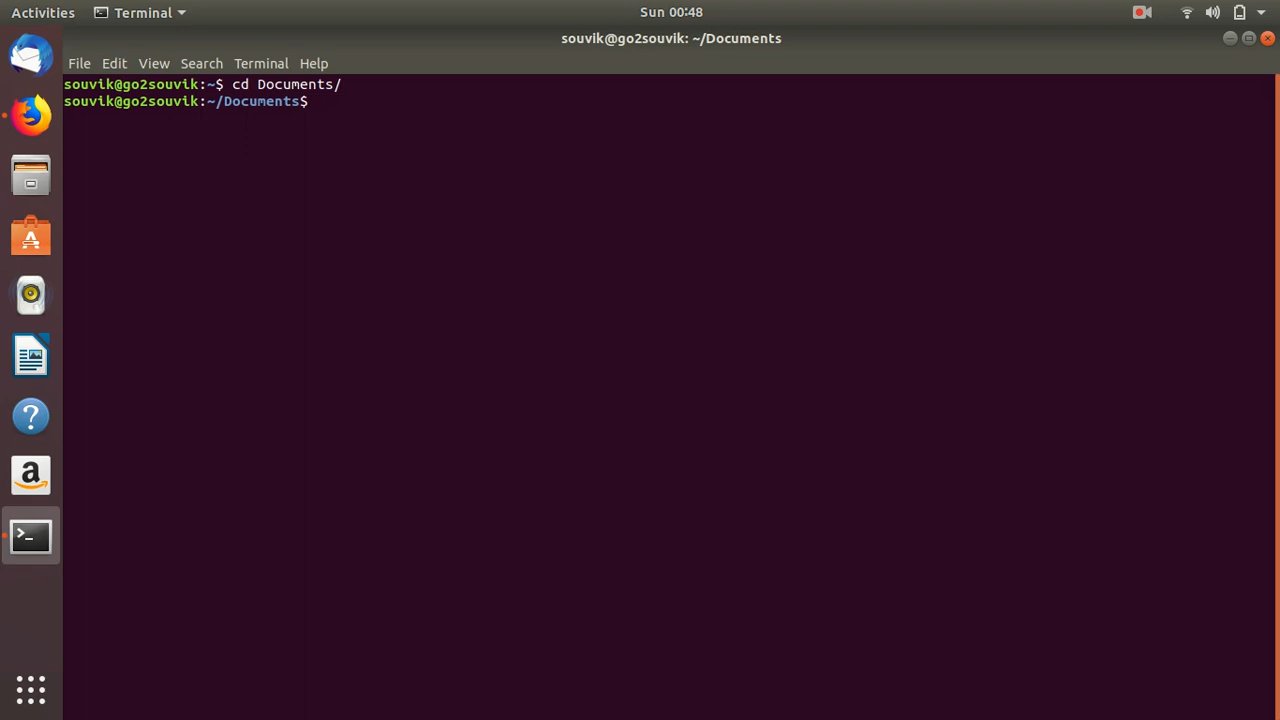 Activities Terminal Sun 00:48
souvik@go2souvik: ~/Documents
File Edit View Search Terminal Help
souvik@go2souvik:~$ cd Documents/
souvik@go2souvik:~/Documents$